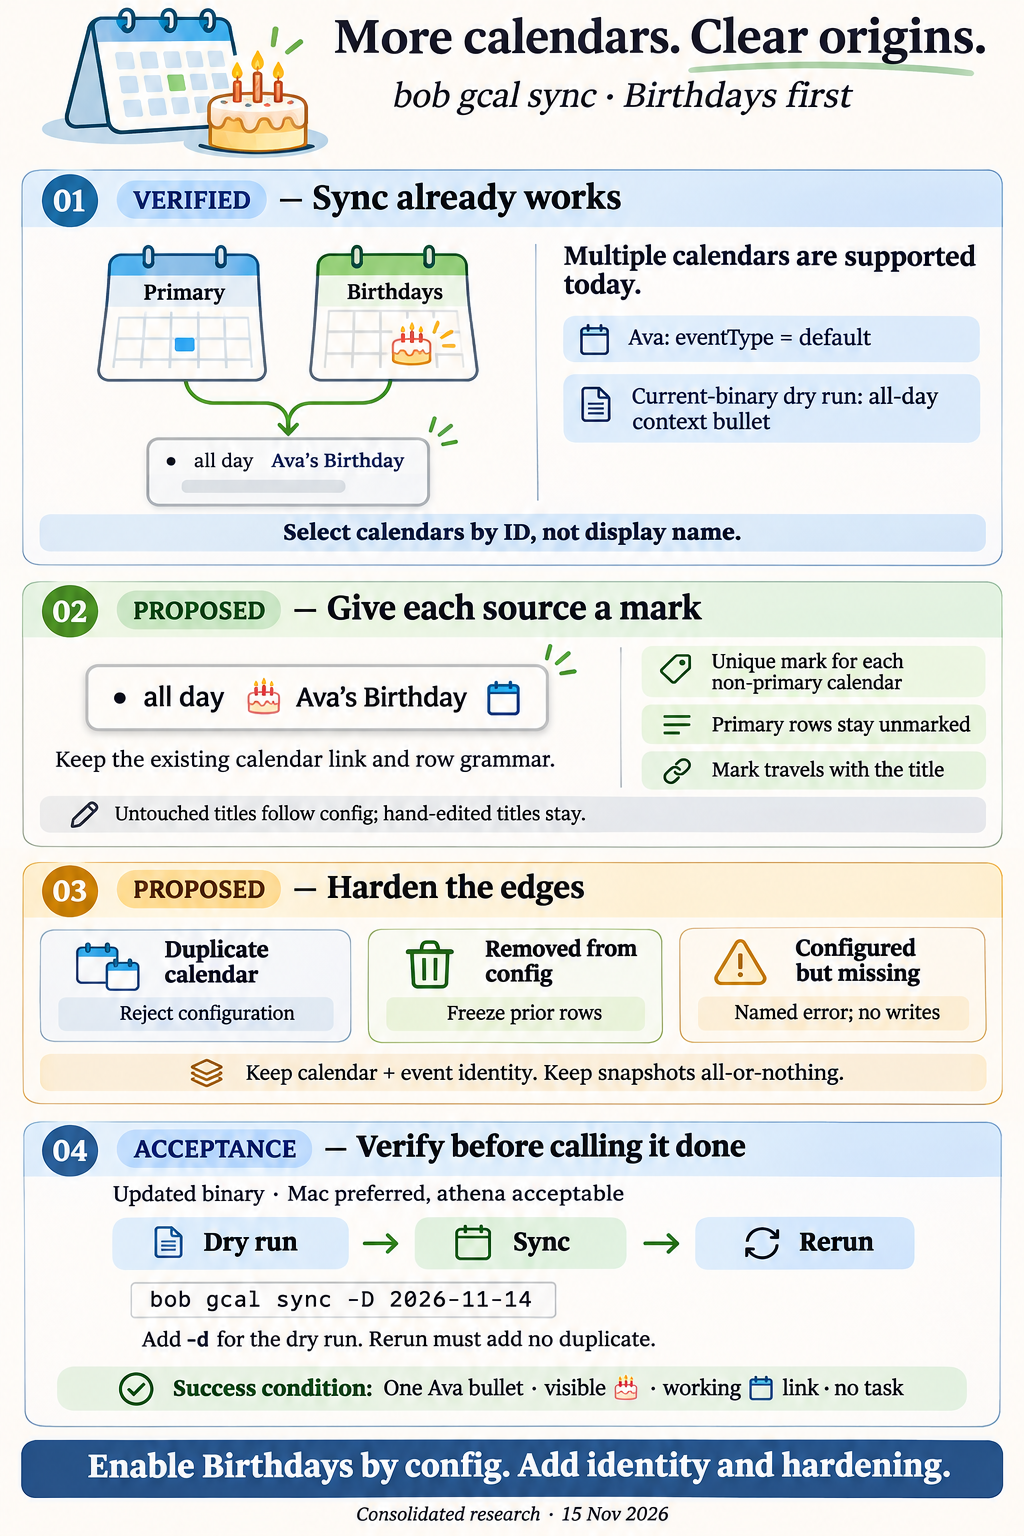 More calendars. Clear origins.
bob gcal sync · Birthdays first
01 VERIFIED — Sync already works
Primary
Birthdays
• all day Ava's Birthday
Multiple calendars are supported
today.
Ava: eventType = default
Current-binary dry run: all-day
context bullet
Select calendars by ID, not display name.
02 PROPOSED — Give each source a mark
• all day Ava's Birthday
Keep the existing calendar link and row grammar.
Unique mark for each
non-primary calendar
Primary rows stay unmarked
Mark travels with the title
Untouched titles follow config; hand-edited titles stay.
03 PROPOSED — Harden the edges
Duplicate
calendar
Reject configuration
Removed from
config
Freeze prior rows
Configured
but missing
Named error; no writes
Keep calendar + event identity. Keep snapshots all-or-nothing.
04 ACCEPTANCE — Verify before calling it done
Updated binary · Mac preferred, athena acceptable
Dry run → Sync → Rerun
bob gcal sync -D 2026-11-14
Add -d for the dry run. Rerun must add no duplicate.
Success condition: One Ava bullet · visible · working link · no task
Enable Birthdays by config. Add identity and hardening.
Consolidated research · 15 Nov 2026